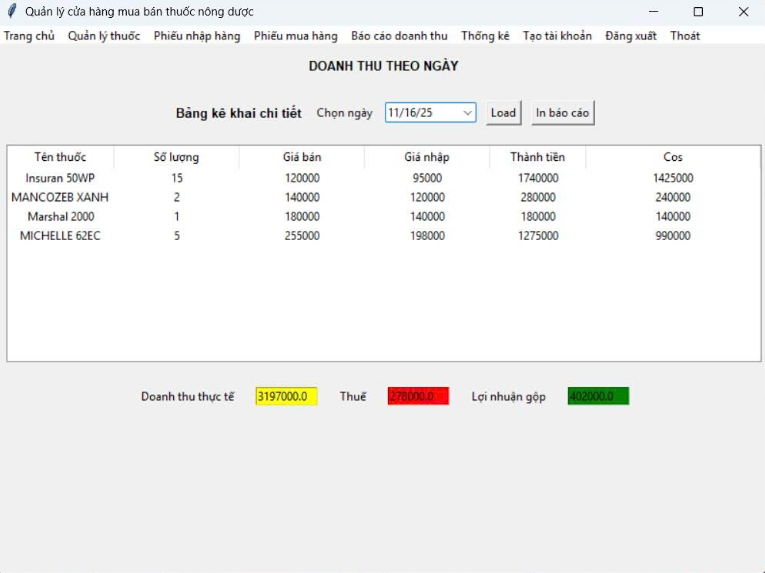 Quản lý cửa hàng mua bán thuốc nông dược
Trang chủ Quản lý thuốc Phiếu nhập hàng Phiếu mua hàng Báo cáo doanh thu Thống kê Tạo tài khoản Đăng xuất Thoát
DOANH THU THEO NGÀY
Bảng kê khai chi tiết Chọn ngày 11/16/25 Load In báo cáo
Tên thuốc Số lượng Giá bán Giá nhập Thành tiền Cos
Insuran 50WP 15 120000 95000 1740000 1425000
MANCOZEB XANH 2 140000 120000 280000 240000
Marshal 2000 1 180000 140000 180000 140000
MICHELLE 62EC 5 255000 198000 1275000 990000
Doanh thu thực tế 3197000.0 Thuế 278000.0 Lợi nhuận gộp 402000.0